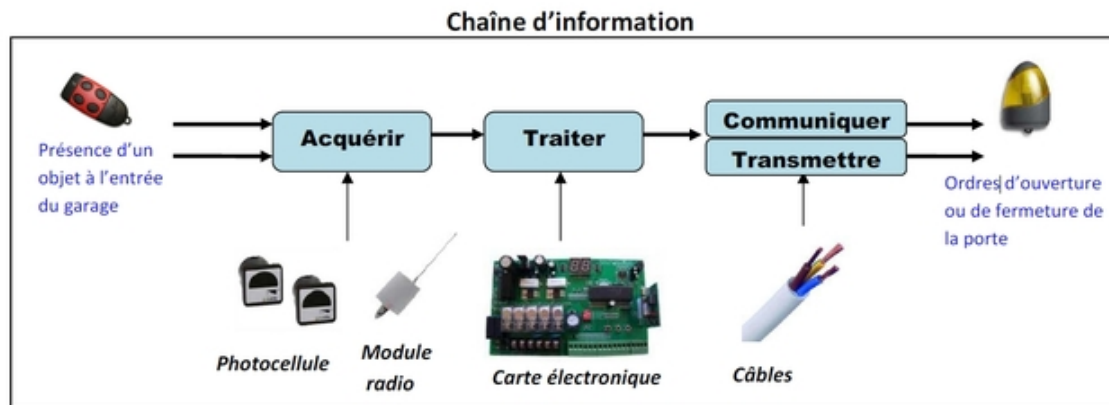 Chaîne d’information
Présence d’un
objet à l’entrée
du garage
Acquérir
Traiter
Communiquer
Transmettre
Ordres d’ouverture
ou de fermeture de
la porte
Photocellule
Module
radio
Carte électronique
Câbles